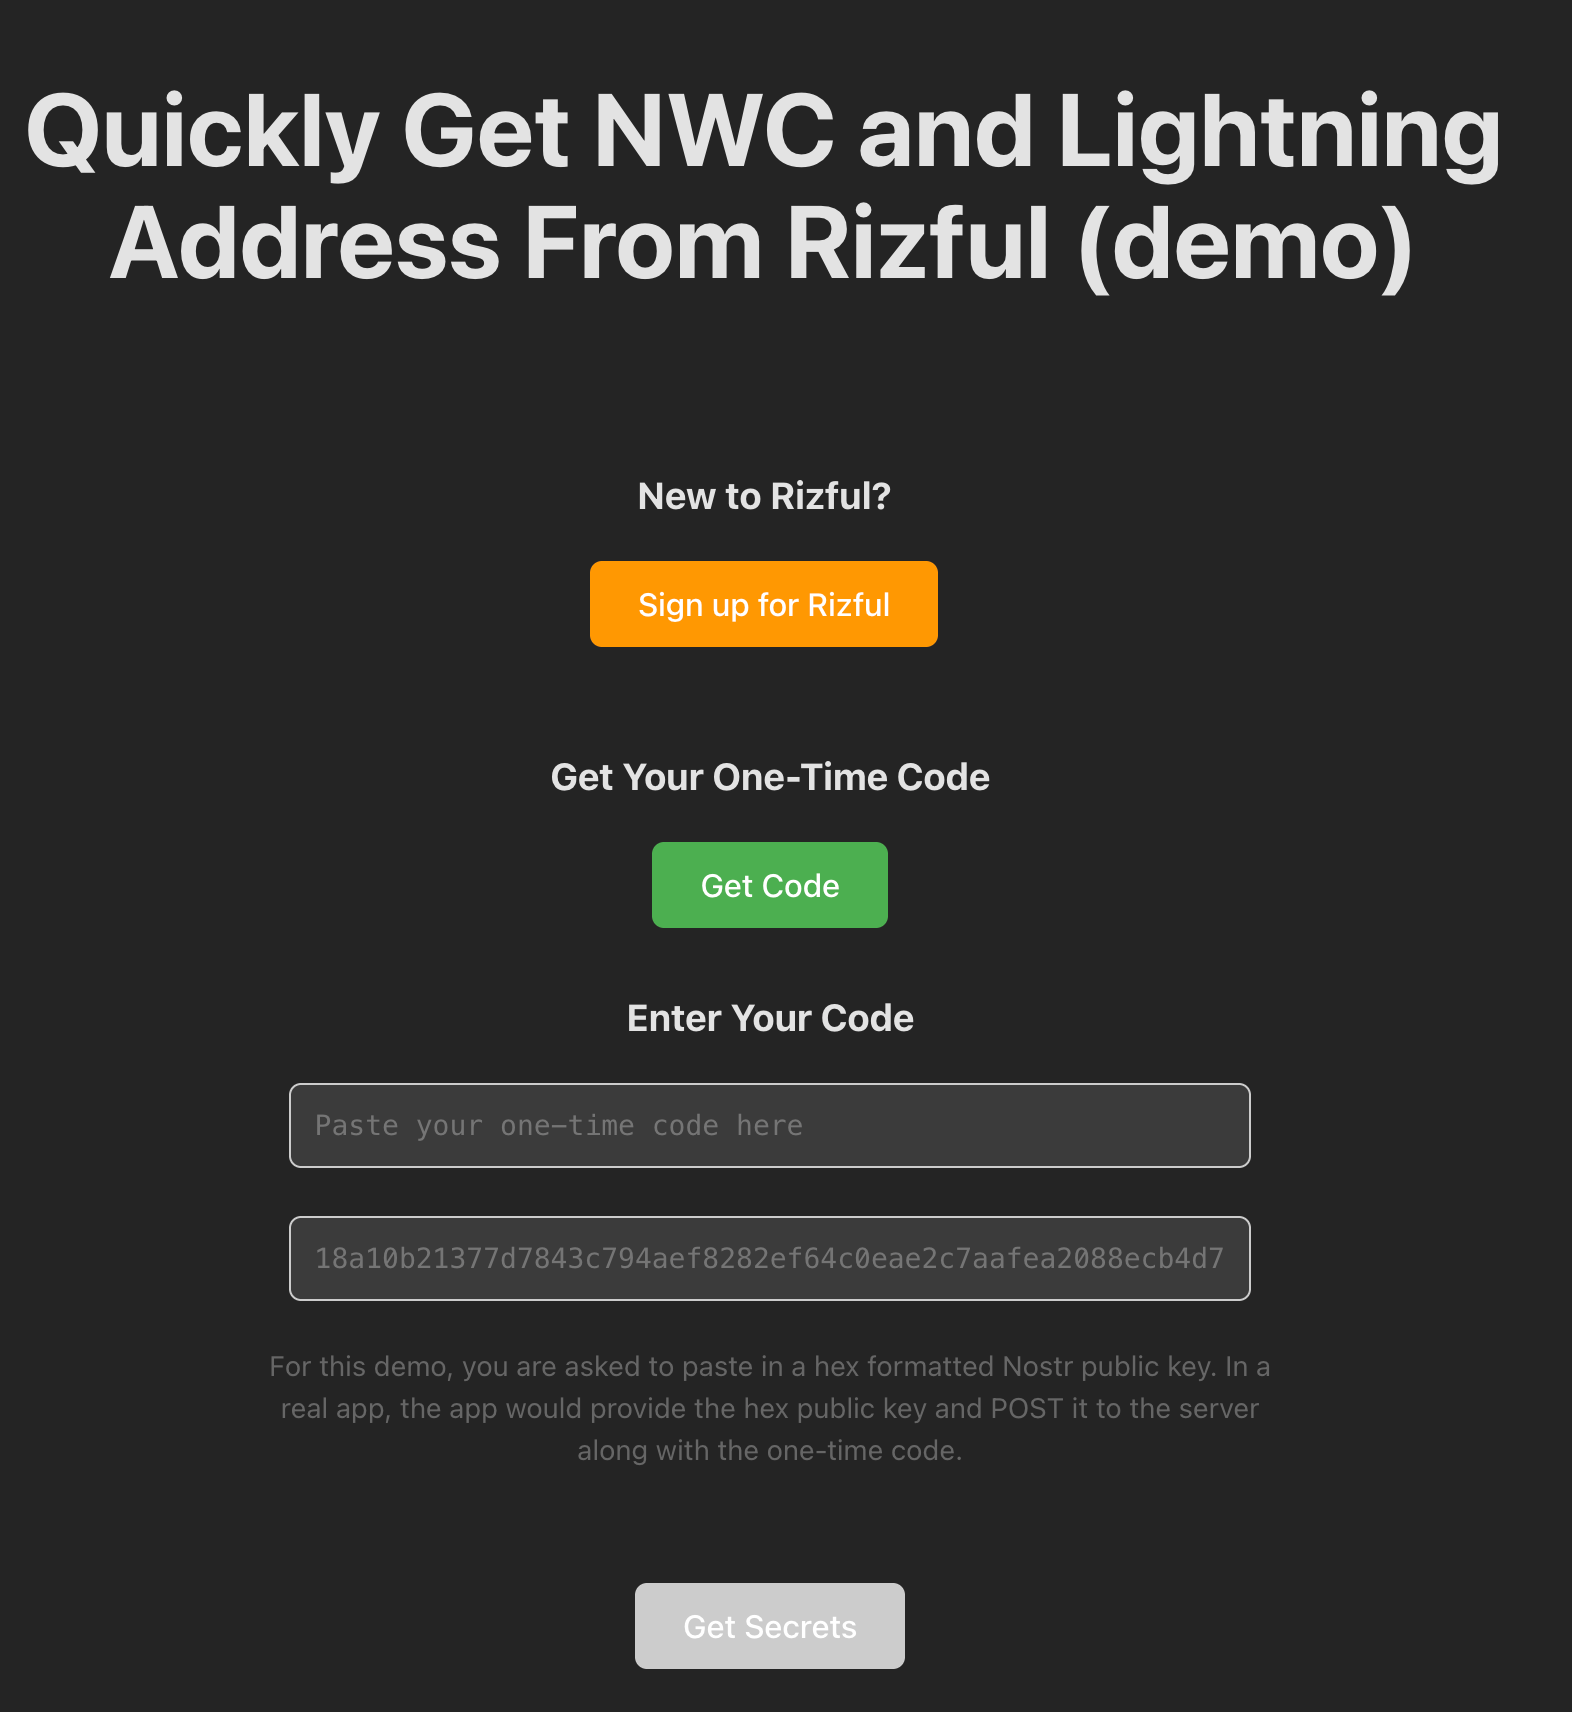 Quickly Get NWC and Lightning
Address From Rizful (demo)
New to Rizful?
Sign up for Rizful
Get Your One-Time Code
Get Code
Enter Your Code
Paste your one-time code here
18a10b21377d7843c794aef8282ef64c0eae2c7aafea2088ecb4d7
For this demo, you are asked to paste in a hex formatted Nostr public key. In a
real app, the app would provide the hex public key and POST it to the server
along with the one-time code.
Get Secrets